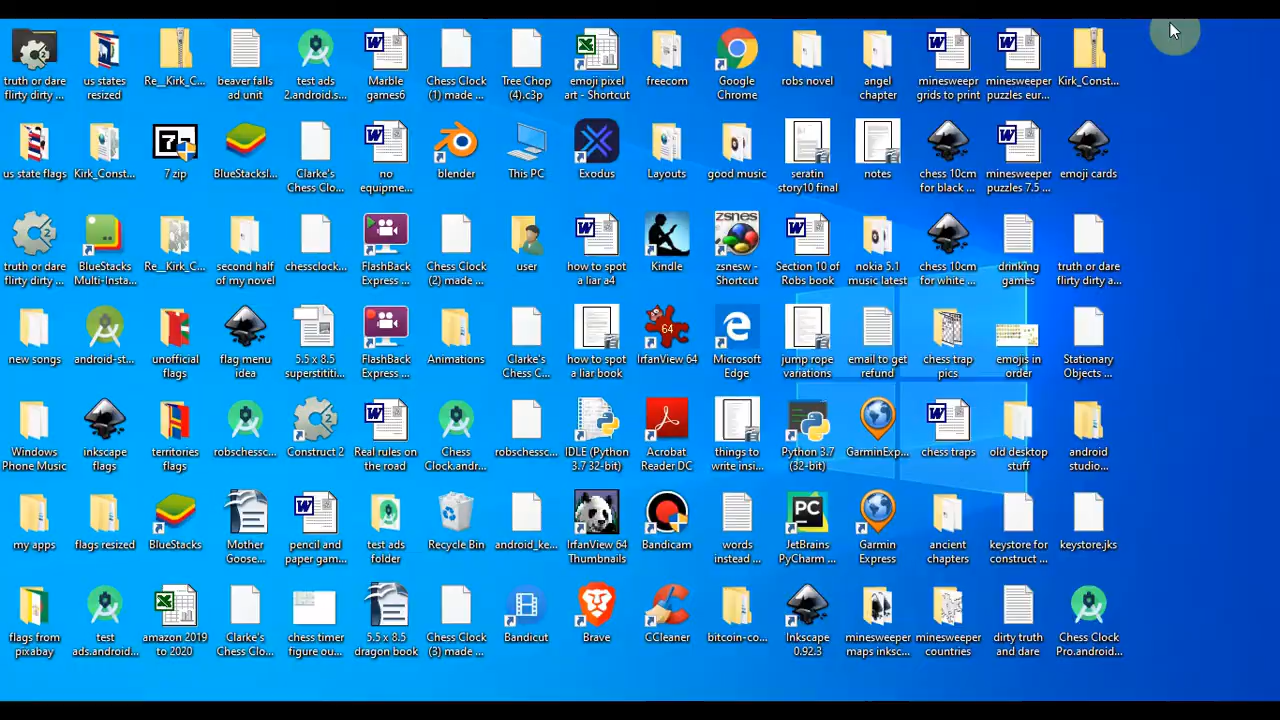 truth or dare
flirty dirty ...
us states
resized
Re__Kirk_C...
beaver falls
ad unit
test ads
2.android.s...
Marble
games6
Chess Clock
(1) made ...
Tree Chop
(4).c3p
emoji pixel
art - Shortcut
freecom
Google
Chrome
robs novel
angel
chapter
minesweepr
grids to print
minesweeper
puzzles eur...
Kirk_Const...
us state flags
Kirk_Const...
7 zip
BlueStacksI...
Clarke's
Chess Clo...
no
equipme...
blender
This PC
Exodus
Layouts
good music
seratin
story10 final
notes
chess 10cm
for black ...
minesweeper
puzzles 7.5 ...
emoji cards
truth or dare
flirty dirty ...
BlueStacks
Multi-Insta...
Re__Kirk_C...
second half
of my novel
chessclock...
FlashBack
Express ...
Chess Clock
(2) made ...
user
how to spot
a liar a4
Kindle
zsnesw -
Shortcut
Section 10 of
Robs book
nokia 5.1
music latest
chess 10cm
for white ...
drinking
games
truth or dare
flirty dirty a...
new songs
android-st...
unofficial
flags
flag menu
idea
5.5 x 8.5
superstititi...
FlashBack
Express ...
Animations
Clarke's
Chess C...
how to spot
a liar book
IrfanView 64
Microsoft
Edge
jump rope
variations
email to get
refund
chess trap
pics
emojis in
order
Stationary
Objects ...
Windows
Phone Music
inkscape
flags
territories
flags
robschessc...
Construct 2
Real rules on
the road
Chess
Clock.andr...
robschessc...
IDLE (Python
3.7 32-bit)
Acrobat
Reader DC
things to
write insi...
Python 3.7
(32-bit)
GarminExp...
chess traps
old desktop
stuff
android
studio...
my apps
flags resized
BlueStacks
Mother
Goose...
pencil and
paper gam...
test ads
folder
Recycle Bin
android_ke...
IrfanView 64
Thumbnails
Bandicam
words
instead ...
JetBrains
PyCharm ...
Garmin
Express
ancient
chapters
keystore for
construct ...
keystore.jks
flags from
pixabay
test
ads.android...
amazon 2019
to 2020
Clarke's
Chess Clo...
chess timer
figure ou...
5.5 x 8.5
dragon book
Chess Clock
(3) made ...
Bandicut
Brave
CCleaner
bitcoin-co...
Inkscape
0.92.3
minesweeper
maps inksc...
minesweeper
countries
dirty truth
and dare
Chess Clock
Pro.android...